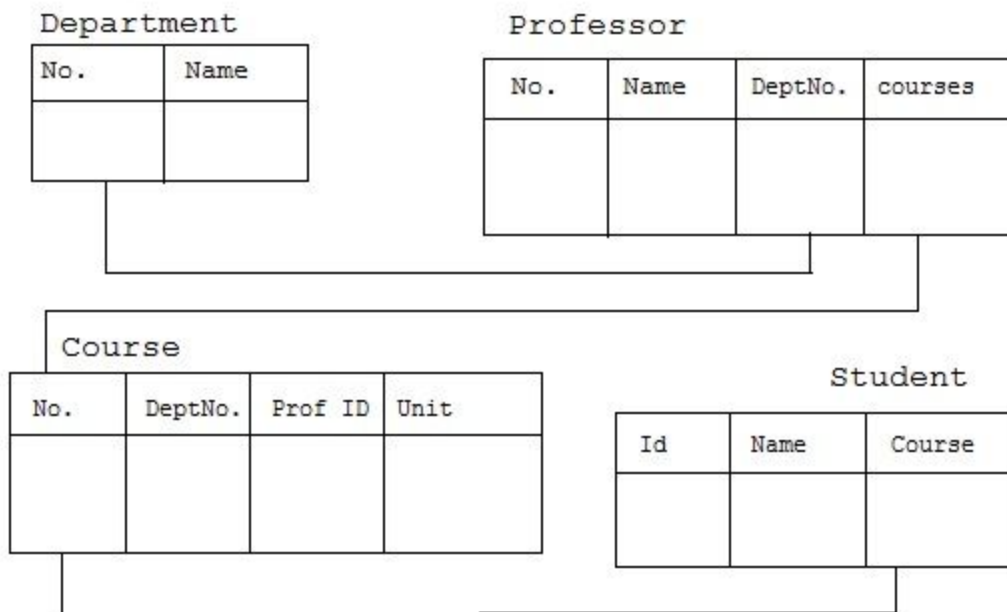 Department
No. Name
Professor
No. Name DeptNo. courses
Course
No. DeptNo. Prof ID Unit
Student
Id Name Course